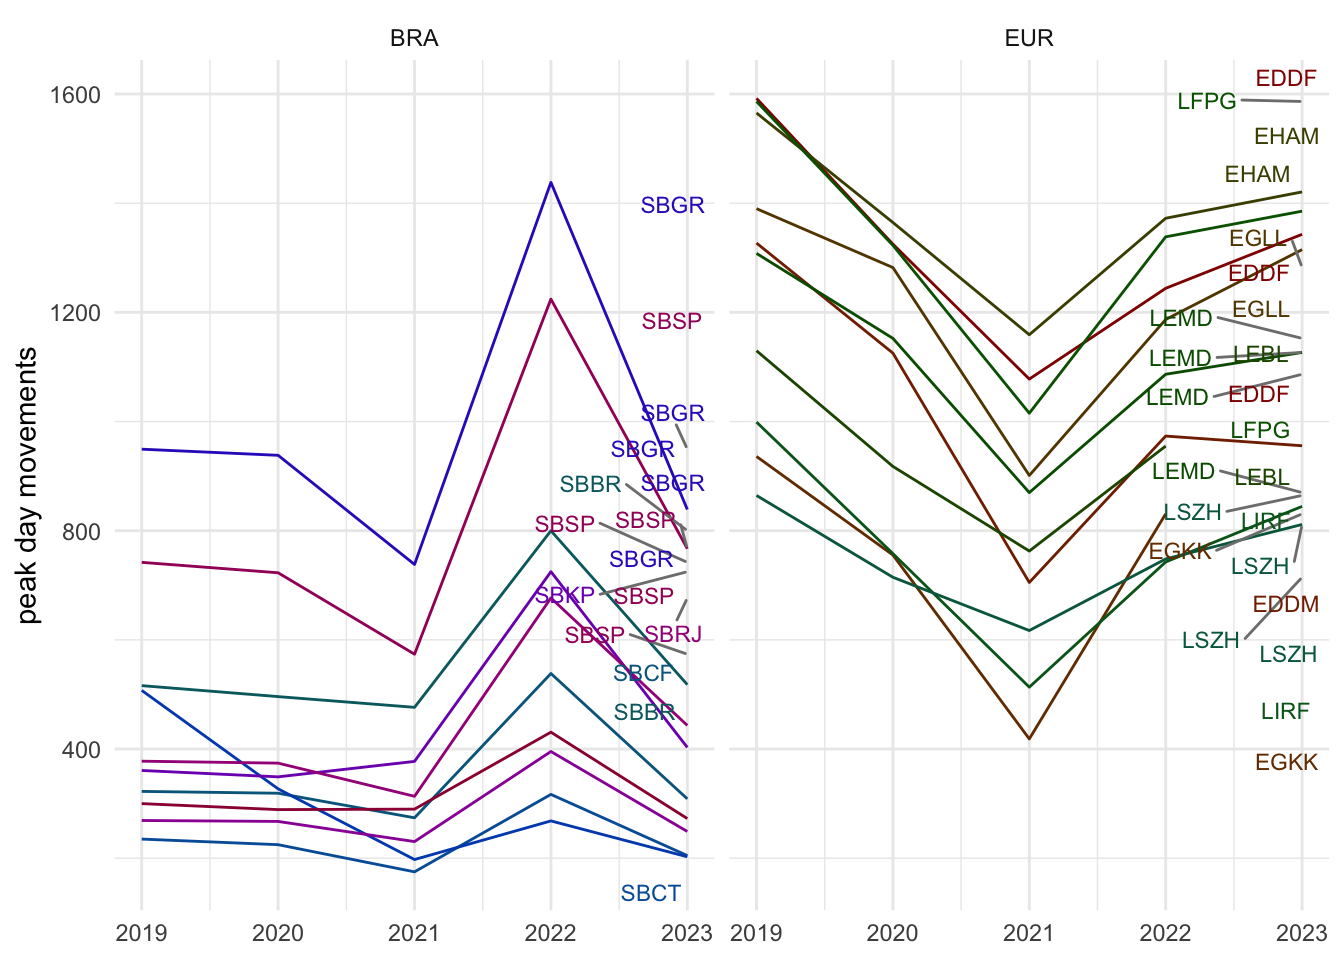 BRA
EUR
1600
1200
800
400
peak day movements
SBGR
SBSP
SBGR
SBGR
SBBR
SBGR
SBSP
SBSP
SBGR
SBKP
SBSP
SBSP
SBRJ
SBCF
SBBR
SBCT
EDDF
LFPG
EHAM
EHAM
EGLL
EDDF
EGLL
LEMD
LEBL
LEMD
EDDF
LEMD
LFPG
LEMD
LEBL
LSZH
LIRF
EGKK
LSZH
EDDM
LSZH
LSZH
LIRF
EGKK
2019 2020 2021 2022 2023
2019 2020 2021 2022 2023